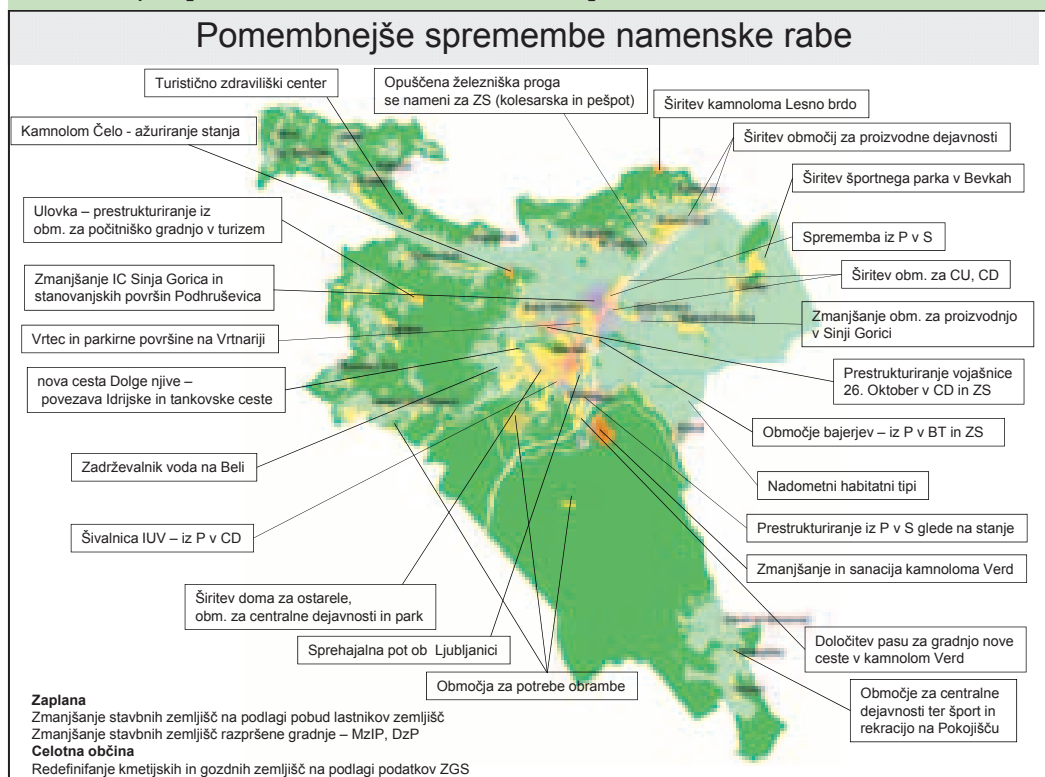 Pomembnejše spremembe namenske rabe
Turistično zdraviliški center
Opuščena železniška proga
se nameni za ZS (kolesarska in pešpot)
Širitev kamnoloma Lesno brdo
Kamnolom Čelo - ažuriranje stanja
Širitev območij za proizvodne dejavnosti
Širitev športnega parka v Bevkah
Ulovka – prestrukturiranje iz
obm. za počitniško gradnjo v turizem
Sprememba iz P v S
Zmanjšanje IC Sinja Gorica in
stanovanjskih površin Podhruševica
Širitev obm. za CU, CD
Zmanjšanje obm. za proizvodnjo
v Sinji Gorici
Vrtec in parkirne površine na Vrtnariji
nova cesta Dolge njive –
povezava Idrijske in tankovske ceste
Prestrukturiranje vojašnice
26. Oktober v CD in ZS
Območje bajerjev – iz P v BT in ZS
Zadrževalnik voda na Beli
Nadometni habitatni tipi
Šivalnica IUV – iz P v CD
Prestrukturiranje iz P v S glede na stanje
Zmanjšanje in sanacija kamnoloma Verd
Širitev doma za ostarele,
obm. za centralne dejavnosti in park
Sprehajalna pot ob Ljubljanici
Določitev pasu za gradnjo nove
ceste v kamnolom Verd
Območja za potrebe obrambe
Območje za centralne
dejavnosti ter šport in
rekracijo na Pokojišču
Zaplana
Zmanjšanje stavbnih zemljišč na podlagi pobud lastnikov zemljišč
Zmanjšanje stavbnih zemljišč razpršene gradnje – MzIP, DzP
Celotna občina
Redefinifanje kmetijskih in gozdnih zemljišč na podlagi podatkov ZGS